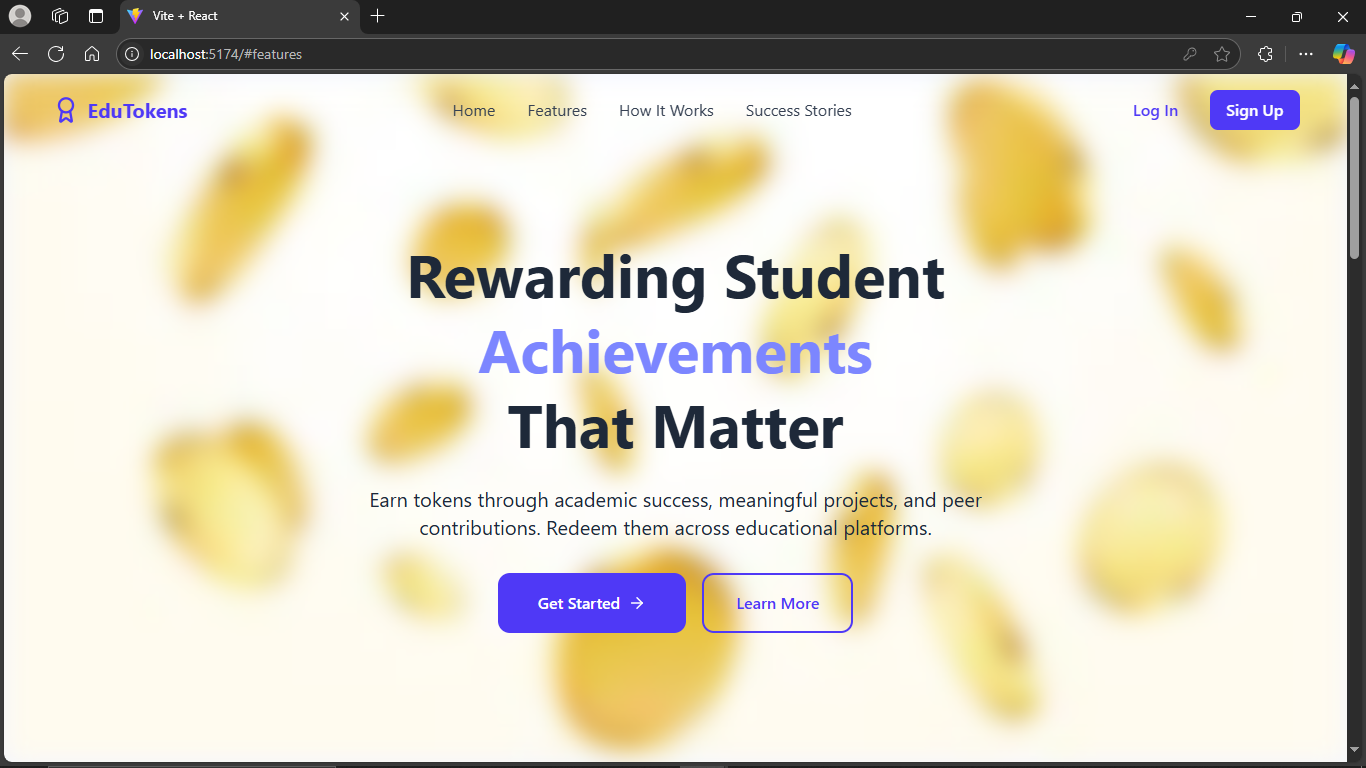 Vite + React
localhost:5174/#features
EduTokens
Home Features How It Works Success Stories
Log In Sign Up
Rewarding Student
Achievements
That Matter
Earn tokens through academic success, meaningful projects, and peer
contributions. Redeem them across educational platforms.
Get Started → Learn More